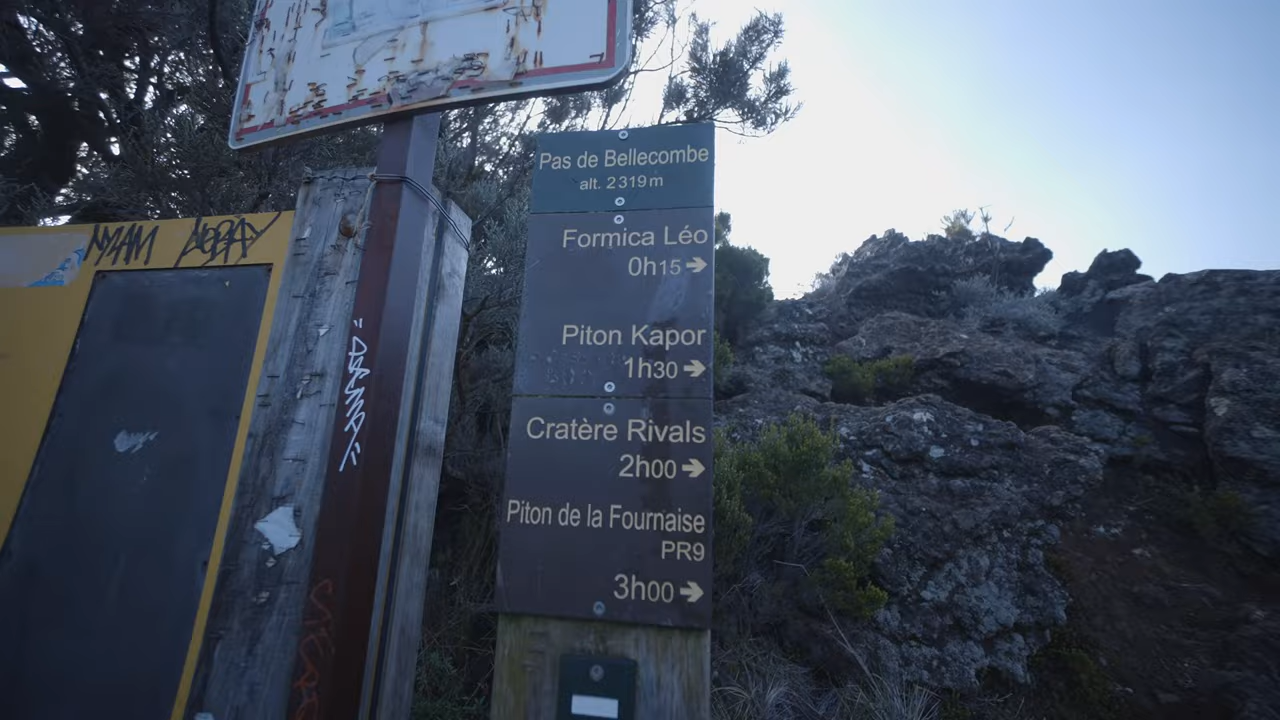 Pas de Bellecombe
alt. 2319m
Formica Léo
0h15
Piton Kapor
1h30
Cratère Rivals
2h00
Piton de la Fournaise
PR9
3h00